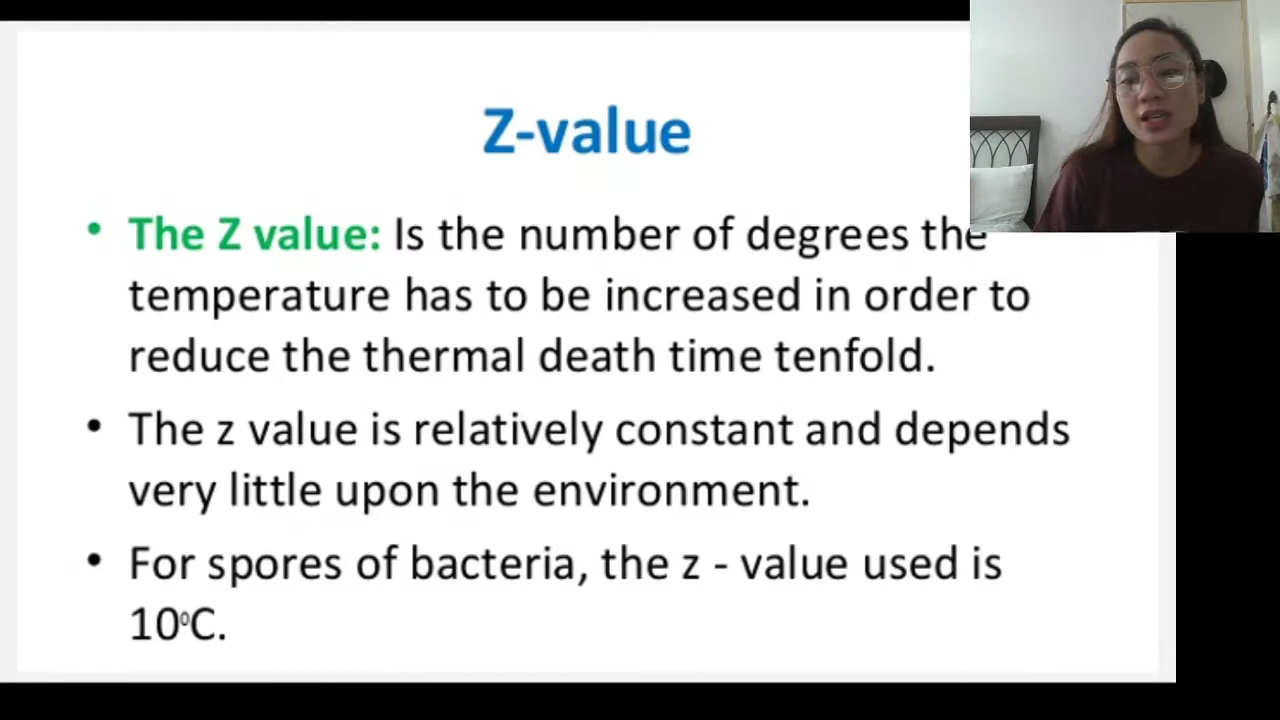 Z-value
• The Z value: Is the number of degrees the
temperature has to be increased in order to
reduce the thermal death time tenfold.
• The z value is relatively constant and depends
very little upon the environment.
• For spores of bacteria, the z - value used is
10⁰C.